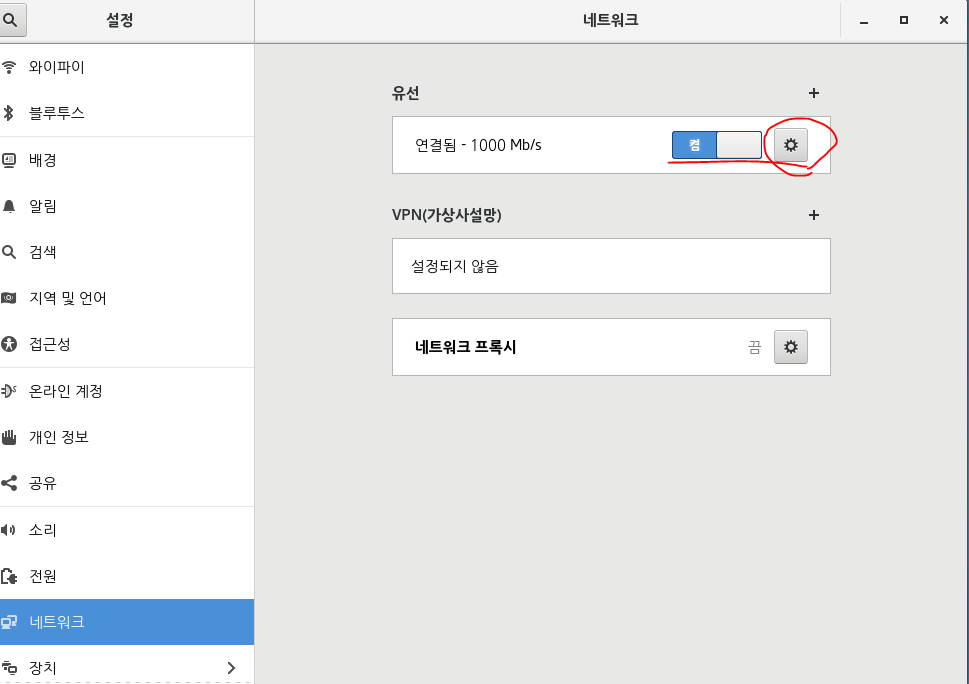 설정
네트워크
와이파이
블루투스
배경
알림
검색
지역 및 언어
접근성
온라인 계정
개인 정보
공유
소리
전원
네트워크
장치
유선
연결됨 - 1000 Mb/s
켬
VPN(가상사설망)
설정되지 않음
네트워크 프록시
끔